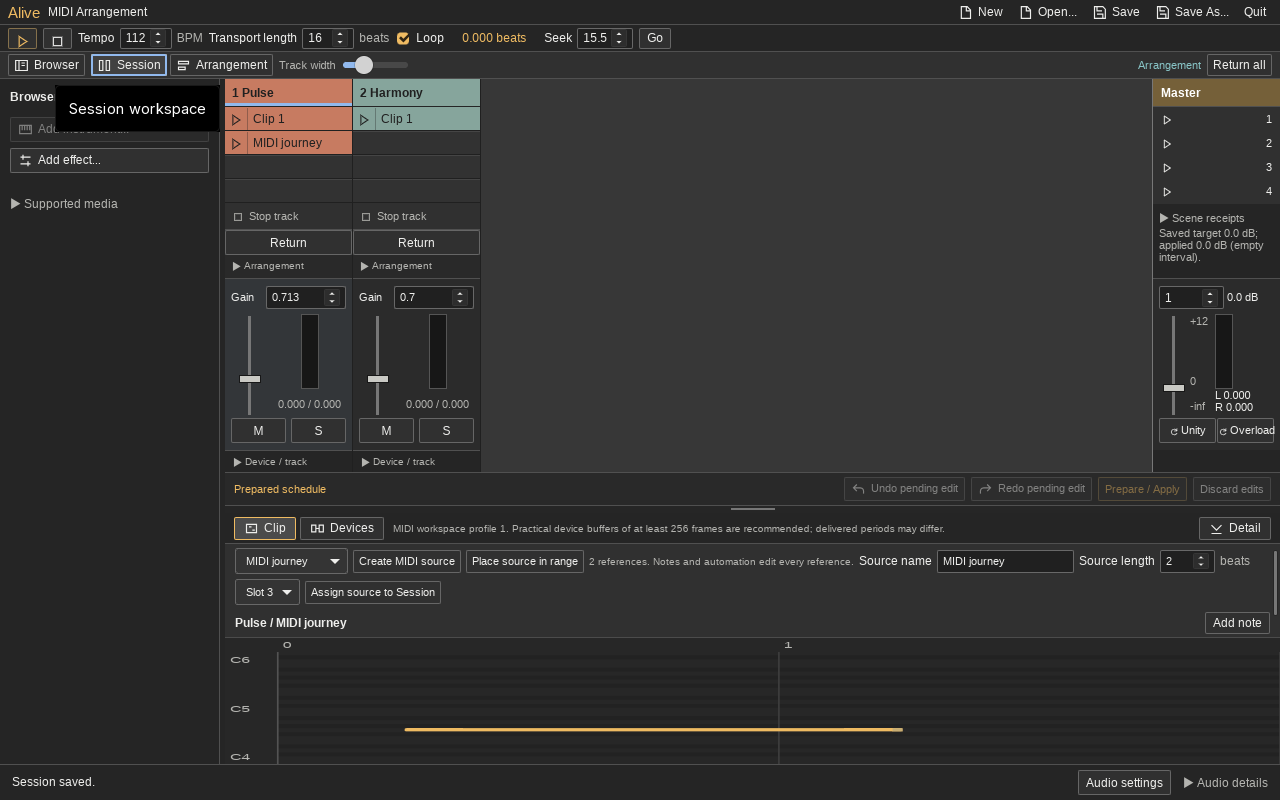 Alive MIDI Arrangement New Open... Save Save As... Quit
Tempo 112 BPM Transport length 16 beats Loop 0.000 beats Seek 15.5 Go
Browser Session Arrangement Track width Arrangement Return all
Session workspace
Add effect...
Supported media
1 Pulse 2 Harmony Master
Clip 1 Clip 1 1
MIDI journey 2
3
4
Stop track Stop track Scene receipts
Return Return
Arrangement Arrangement
Saved target 0.0 dB;
applied 0.0 dB (empty
interval).
Gain 0.713 Gain 0.7 1 0.0 dB
+12
0
-inf
0.000 / 0.000 0.000 / 0.000 L 0.000
R 0.000
M S M S Unity Overload
Device / track Device / track
Prepared schedule Undo pending edit Redo pending edit Prepare / Apply Discard edits
Clip Devices MIDI workspace profile 1. Practical device buffers of at least 256 frames are recommended; delivered periods may differ. Detail
MIDI journey Create MIDI source Place source in range 2 references. Notes and automation edit every reference. Source name MIDI journey Source length 2 beats
Slot 3 Assign source to Session
Pulse / MIDI journey Add note
0 1
C6
C5
C4
Session saved. Audio settings Audio details